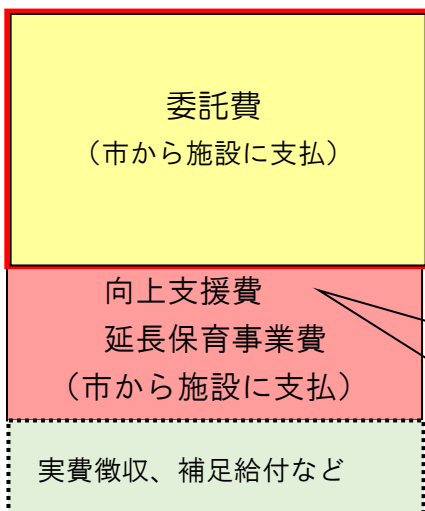 委託費
（市から施設に支払）
向上支援費
延長保育事業費
（市から施設に支払）
実費徴収、補足給付など